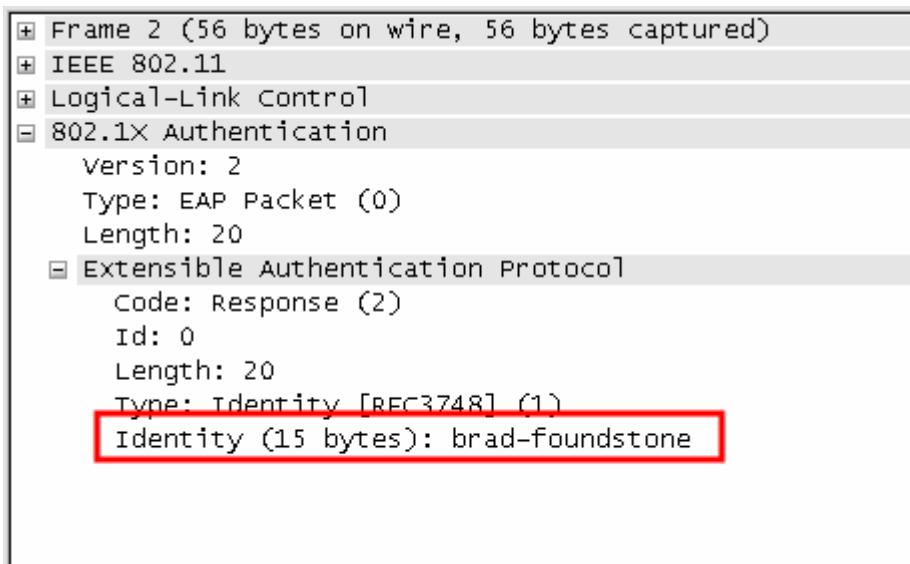 Frame 2 (56 bytes on wire, 56 bytes captured)
IEEE 802.11
Logical-Link Control
802.1X Authentication
Version: 2
Type: EAP Packet (0)
Length: 20
Extensible Authentication Protocol
Code: Response (2)
Id: 0
Length: 20
Type: Identity [RFC3748] (1)
Identity (15 bytes): brad-foundstone